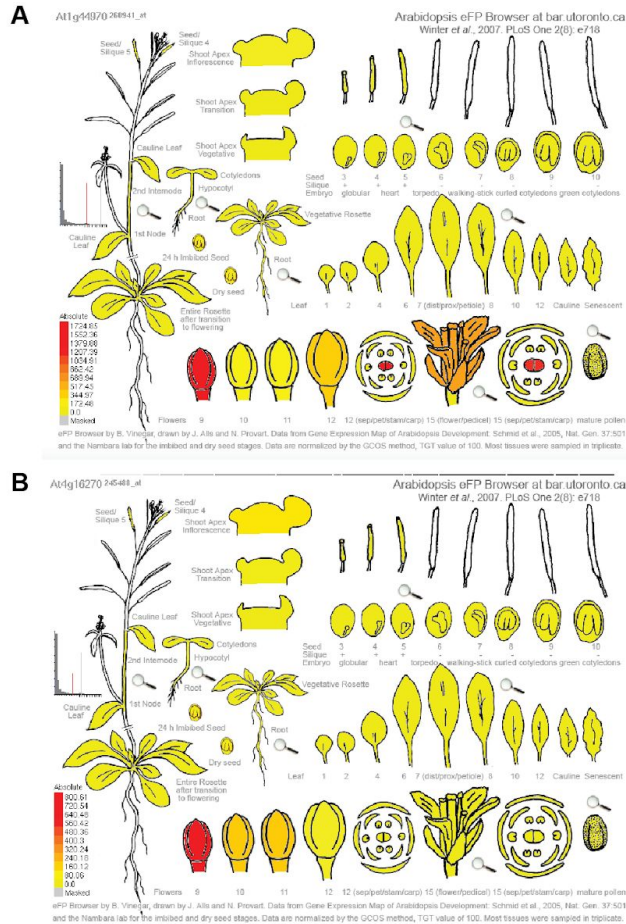 A
At1g44970 260941_at
Arabidopsis eFP Browser at bar.utoronto.ca
Winter et al., 2007. PLoS One 2(8): e718
Seed/
Silique 5
Seed/
Silique 4
Shoot Apex
Inflorescence
Shoot Apex
Transition
Shoot Apex
Vegetative
Cauline Leaf
2nd Internode
Cotyledons
Hypocotyl
Root
Vegetative Rosette
1st Node
Cauline
Leaf
24 h Imbibed Seed
Dry seed
Root
Entire Rosette
after transition
to flowering
Seed 3 4 5 6 7 8 9 10
Silique + + + - - - - -
Embryo globular heart torpedo walking-stick curled cotyledons green cotyledons
Leaf 1 2 4 6 7 (dist/prox/petiole) 8 10 12 Cauline Senescent
Absolute
1724.85
1552.36
1379.88
1207.39
1034.91
862.42
689.94
517.45
344.97
172.48
0.0
Masked
Flowers 9 10 11 12 12 (sep/pet/stam/carp) 15 (flower/pedicel) 15 (sep/pet/stam/carp) mature pollen
eFP Browser by B. Vinegar, drawn by J. Alls and N. Provart. Data from Gene Expression Map of Arabidopsis Development: Schmid et al., 2005, Nat. Gen. 37:501
and the Nambara lab for the imbibed and dry seed stages. Data are normalized by the GCOS method, TGT value of 100. Most tissues were sampled in triplicate.
B
At4g16270
Arabidopsis eFP Browser at bar.utoronto.ca
Winter et al., 2007. PLoS One 2(8): e718
Seed/
Silique 5
Seed/
Silique 4
Shoot Apex
Inflorescence
Shoot Apex
Transition
Shoot Apex
Vegetative
Cauline Leaf
2nd Internode
Cotyledons
Hypocotyl
Root
Vegetative Rosette
1st Node
Cauline
Leaf
24 h Imbibed Seed
Dry seed
Root
Entire Rosette
after transition
to flowering
Seed 3 4 5 6 7 8 9 10
Silique + + + - - - - -
Embryo globular heart torpedo walking-stick curled cotyledons green cotyledons
Leaf 1 2 4 6 7 (dist/prox/petiole) 8 10 12 Cauline Senescent
Absolute
800.61
720.54
640.48
560.42
480.36
400.3
320.24
240.18
160.12
80.06
0.0
Masked
Flowers 9 10 11 12 12 (sep/pet/stam/carp) 15 (flower/pedicel) 15 (sep/pet/stam/carp) mature pollen
eFP Browser by B. Vinegar, drawn by J. Alls and N. Provart. Data from Gene Expression Map of Arabidopsis Development: Schmid et al., 2005, Nat. Gen. 37:501
and the Nambara lab for the imbibed and dry seed stages. Data are normalized by the GCOS method, TGT value of 100. Most tissues were sampled in triplicate.